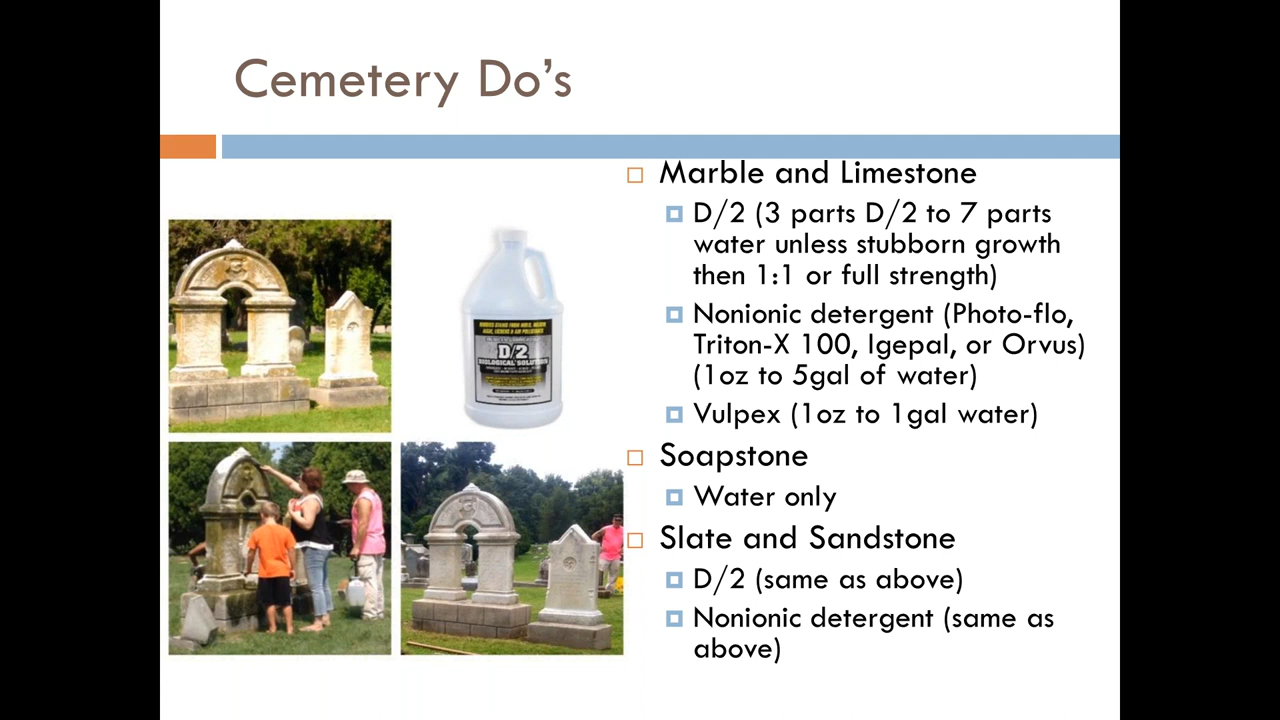 Cemetery Do's
Marble and Limestone
D/2 (3 parts D/2 to 7 parts
water unless stubborn growth
then 1:1 or full strength)
Nonionic detergent (Photo-flo,
Triton-X 100, Igepal, or Orvus)
(1oz to 5gal of water)
Vulpex (1oz to 1gal water)
Soapstone
Water only
Slate and Sandstone
D/2 (same as above)
Nonionic detergent (same as
above)
D/2
BIOLOGICAL SOLUTION